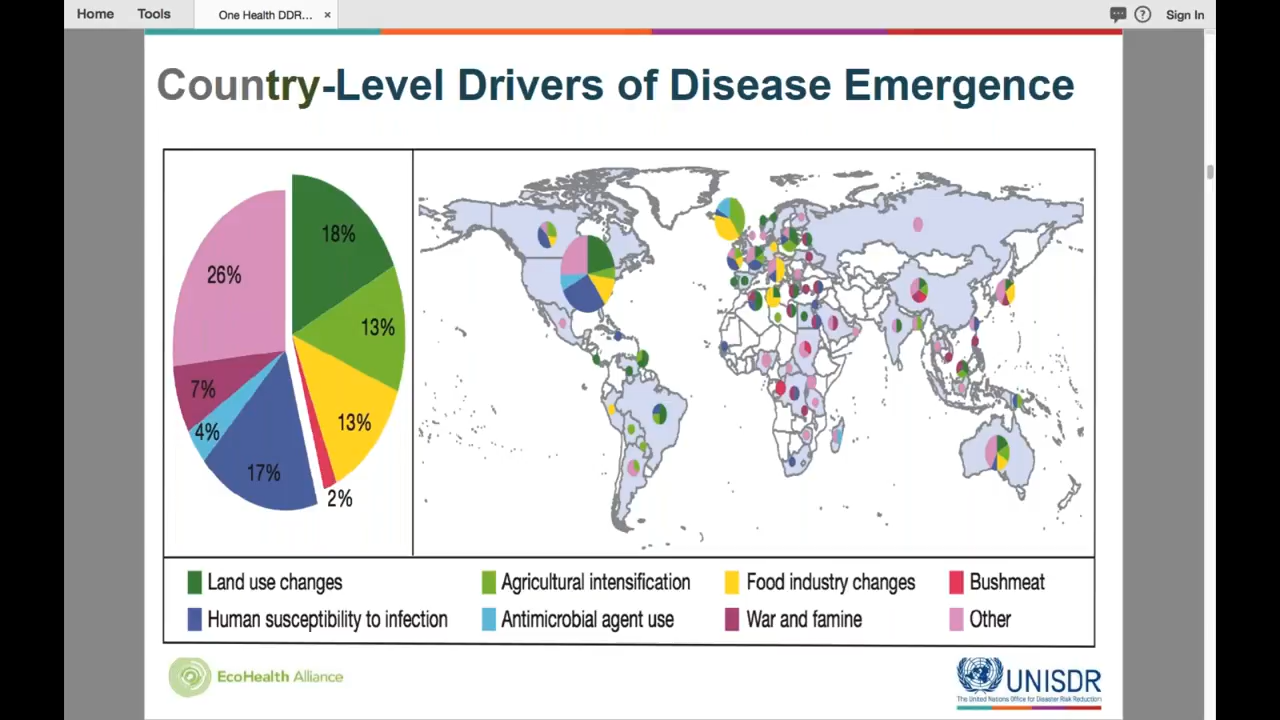 Home Tools One Health DDR... × ? Sign In
Country-Level Drivers of Disease Emergence
18%
26%
13%
7%
13%
4%
17%
2%
Land use changes Agricultural intensification Food industry changes Bushmeat
Human susceptibility to infection Antimicrobial agent use War and famine Other
EcoHealth Alliance
UNISDR
The United Nations Office for Disaster Risk Reduction